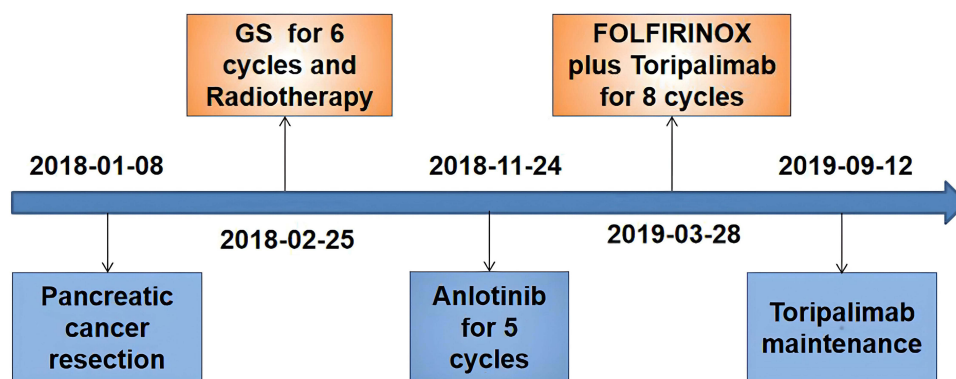 GS for 6
cycles and
Radiotherapy
FOLFIRINOX
plus Toripalimab
for 8 cycles
2018-01-08
2018-11-24
2019-09-12
2018-02-25
2019-03-28
Pancreatic
cancer
resection
Anlotinib
for 5
cycles
Toripalimab
maintenance